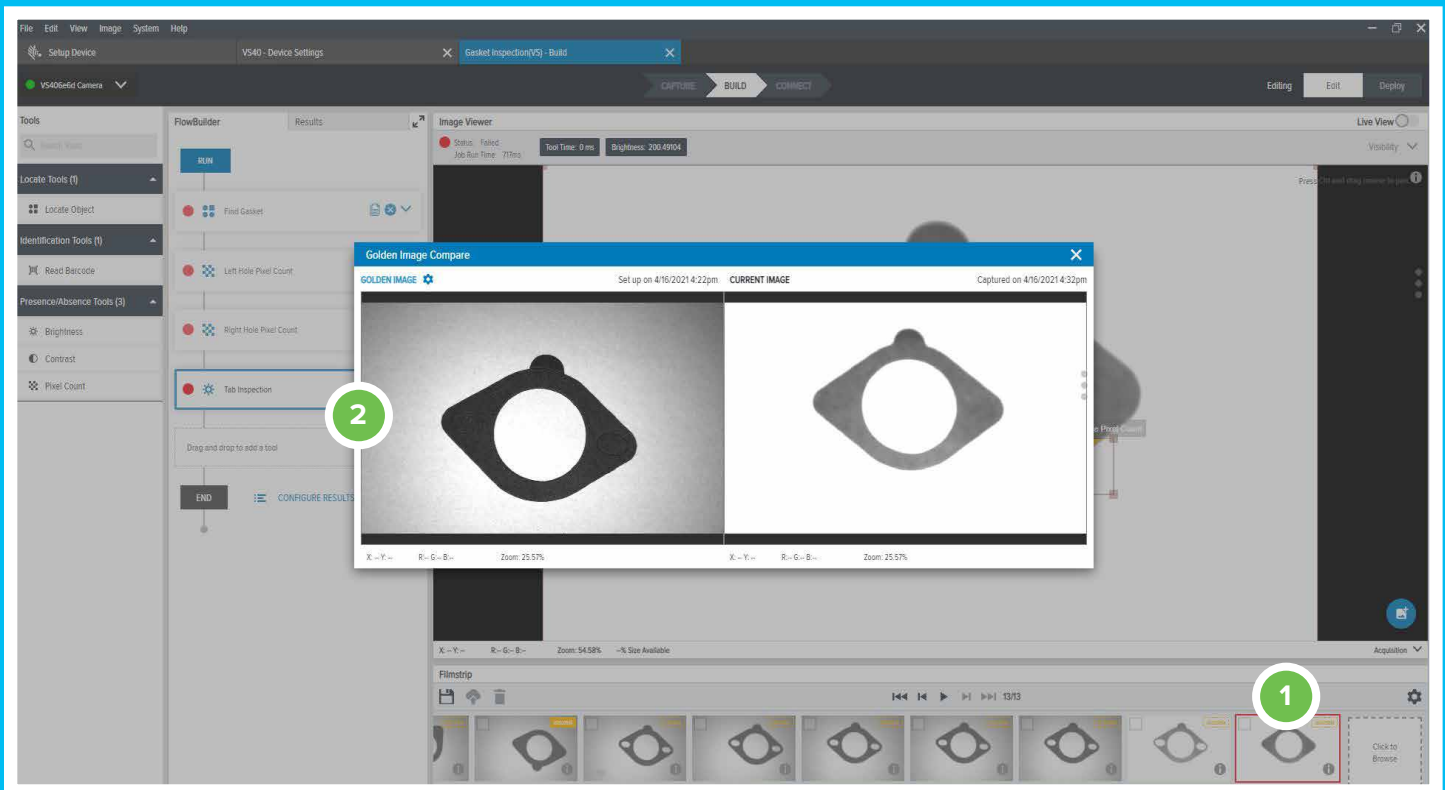 File Edit View Image System Help
Setup Device
VS40 - Device Settings
Gasket Inspection(VS) - Build
VS406e6d Camera
CAPTURE
BUILD
CONNECT
Editing
Edit
Deploy
Tools
FlowBuilder
Results
Image Viewer
Live View
Status: Failed
Job Run Time: 717ms
Tool Time: 0 ms
Brightness: 200.49104
Visibility
RUN
Locate Tools (1)
Locate Object
Identification Tools (1)
Read Barcode
Presence/Absence Tools (3)
Brightness
Contrast
Pixel Count
Find Gasket
Left Hole Pixel Count
Right Hole Pixel Count
Tab Inspection
Drag and drop to add a tool
END
CONFIGURE RESULTS
Golden Image Compare
GOLDEN IMAGE
Set up on 4/16/2021 4:22pm
CURRENT IMAGE
Captured on 4/16/2021 4:32pm
X: -- Y: -- R:-- G:-- B:-- Zoom: 25.57%
X: -- Y: -- R:-- G:-- B:-- Zoom: 25.57%
2
e Pixel Count
X: -- Y: -- R:-- G:-- B:-- Zoom: 54.58% --% Size Available
Acquisition
Filmstrip
13/13
1
GOLDEN
Click to
Browse